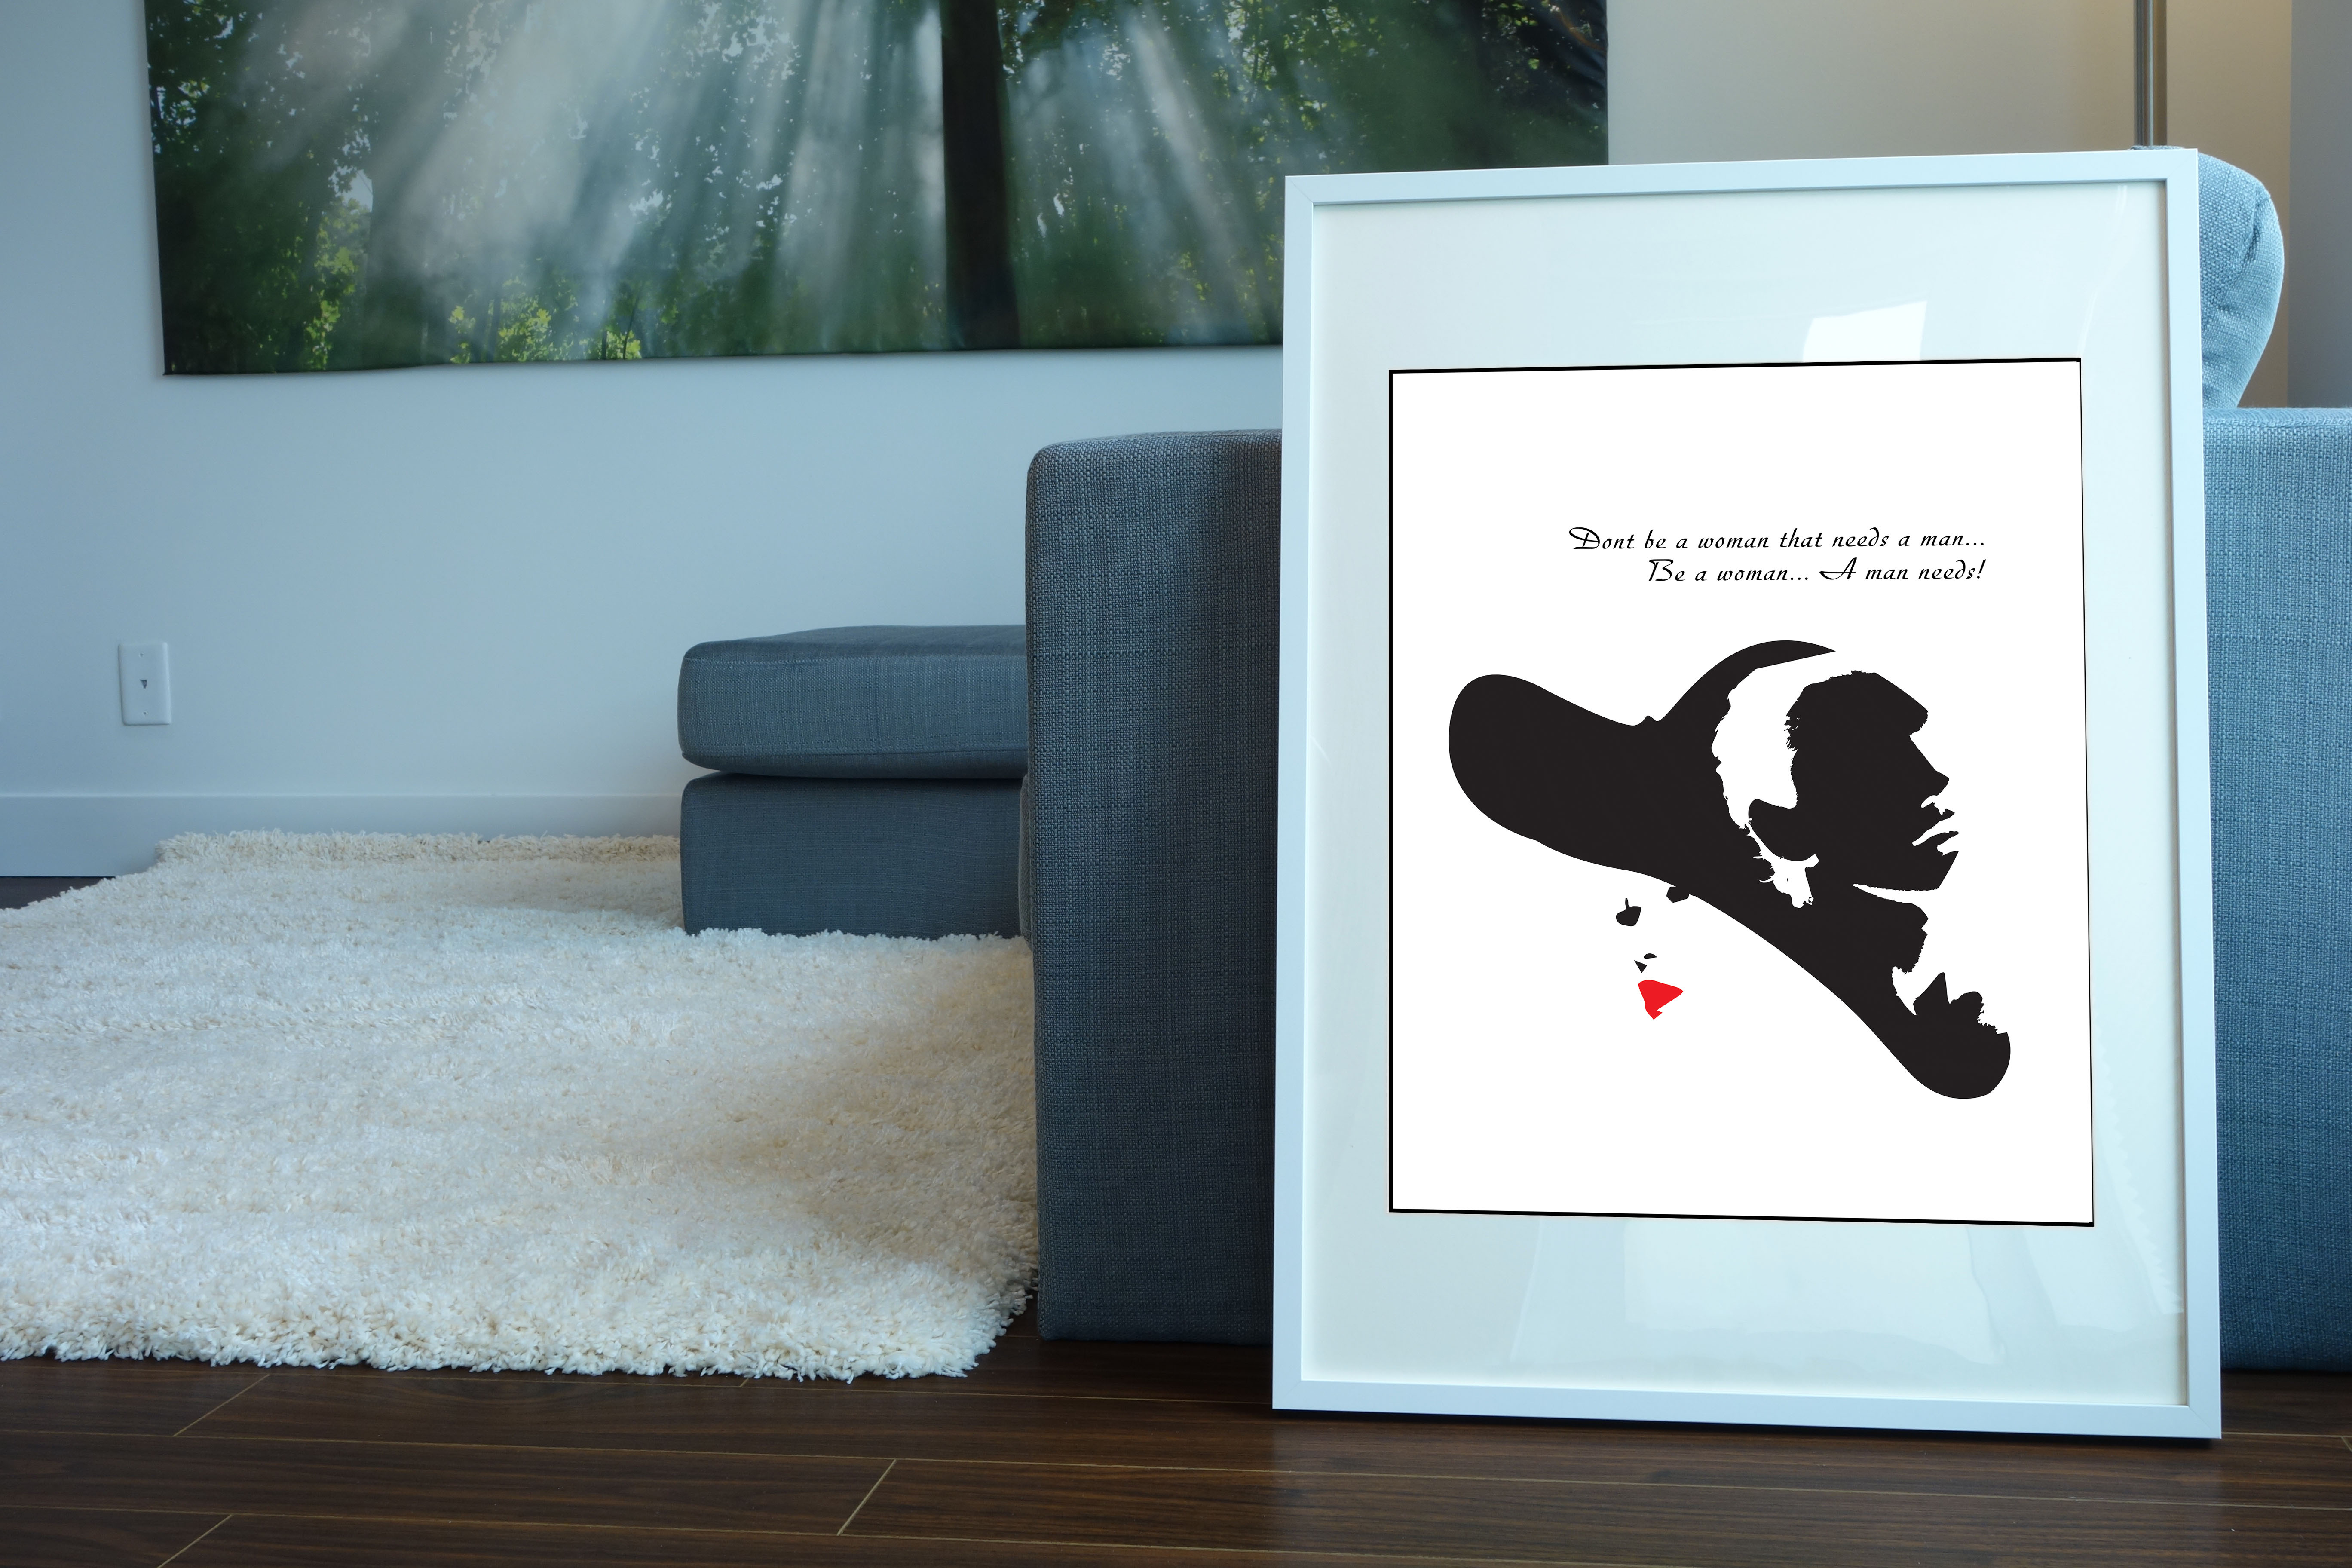 Dont be a woman that needs a man...
Be a woman... A man needs!